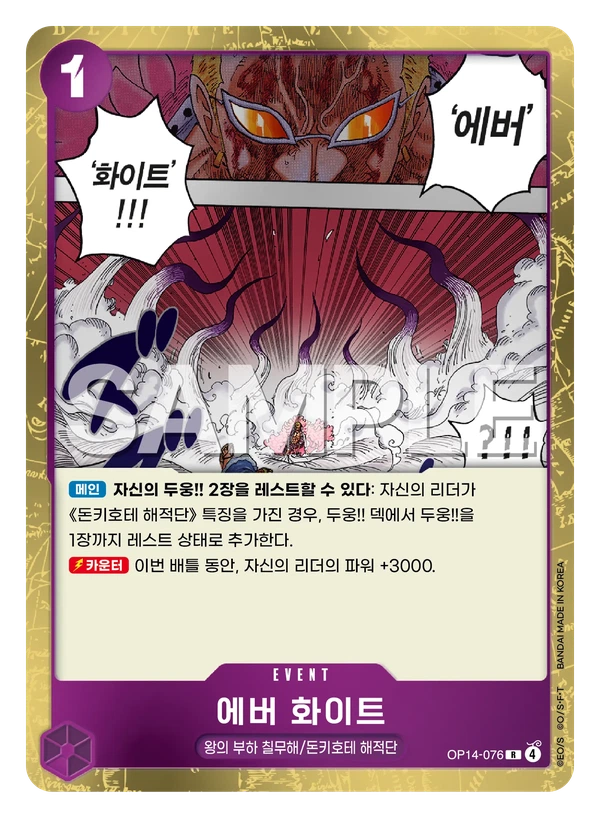 1
'에버'
'화이트'
!!!
SAMPLE
?!!
메인 자신의 두웅!! 2장을 레스트할 수 있다: 자신의 리더가
《돈키호테 해적단》 특징을 가진 경우, 두웅!! 덱에서 두웅!!을
1장까지 레스트 상태로 추가한다.
카운터 이번 배틀 동안, 자신의 리더의 파워 +3000.
EVENT
에버 화이트
왕의 부하 칠무해/돈키호테 해적단
OP14-076 R 4
©E.O/S ©O/S·F·T BANDAI MADE IN KOREA